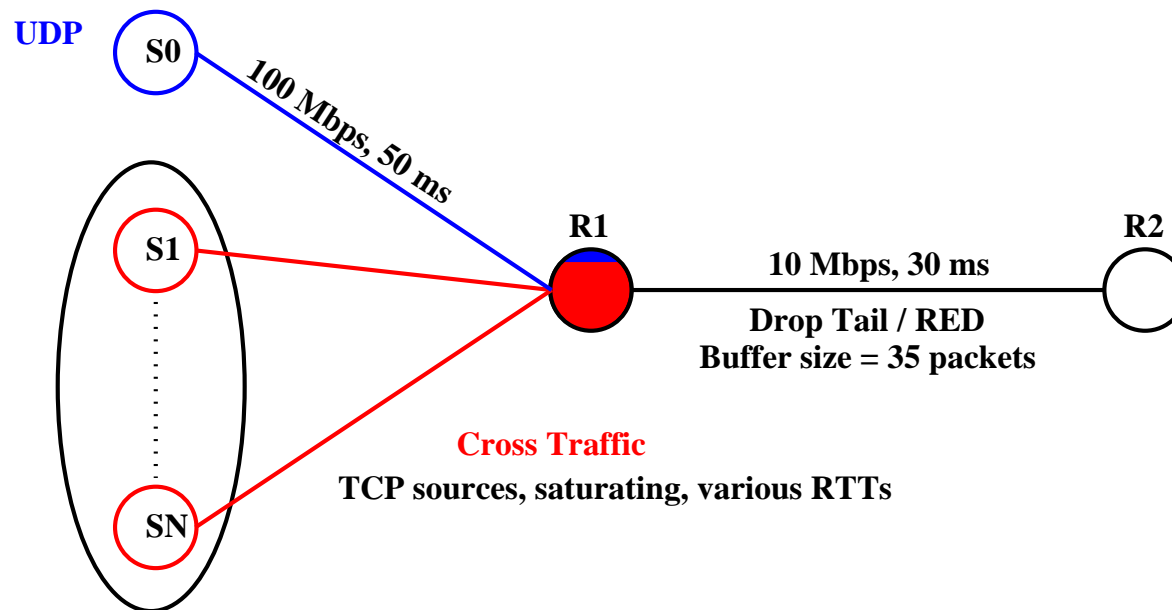 UDP
S0
100 Mbps, 50 ms
S1
R1
R2
10 Mbps, 30 ms
Drop Tail / RED
Buffer size = 35 packets
Cross Traffic
TCP sources, saturating, various RTTs
SN